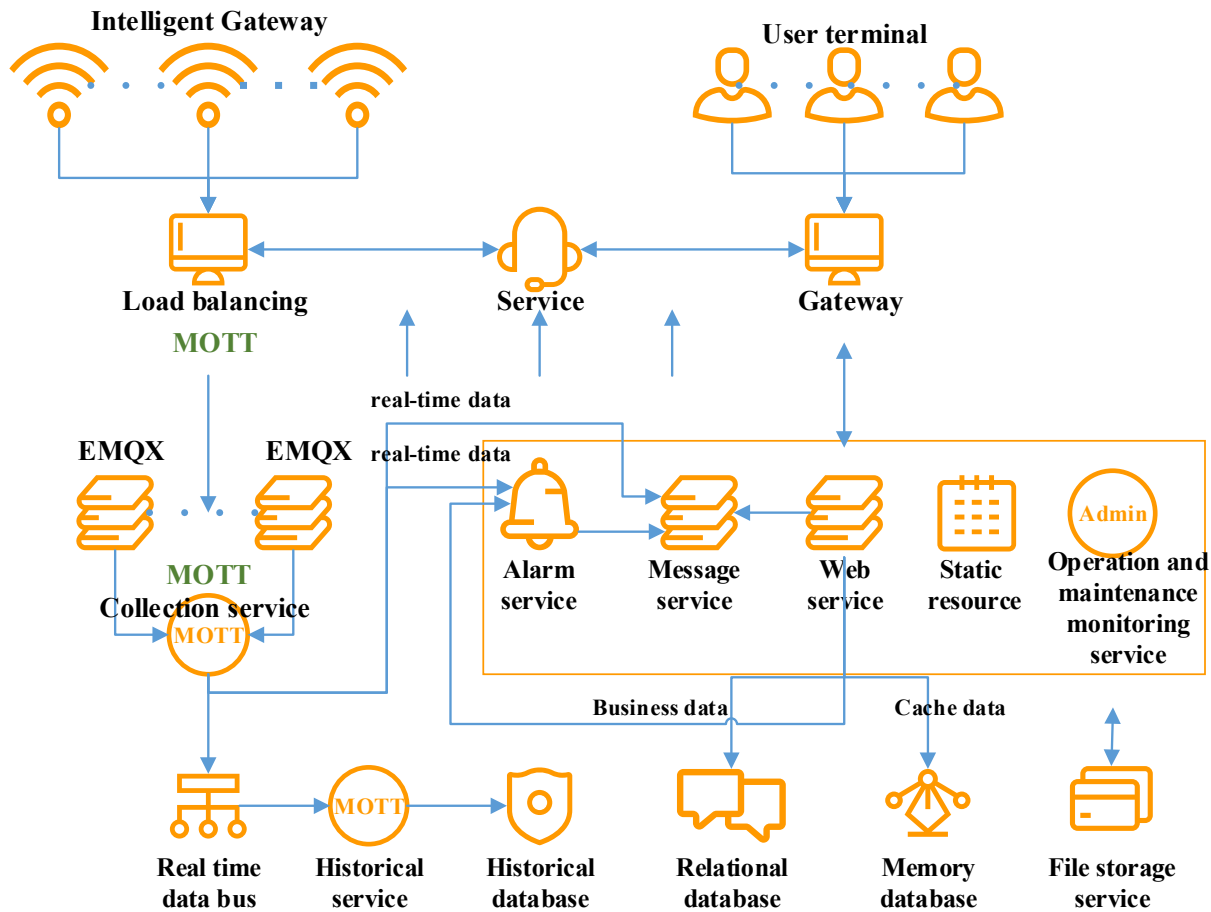 Intelligent Gateway
User terminal
Load balancing
Service
Gateway
MOTT
real-time data
EMQX
EMQX
real-time data
Admin
MOTT
Collection service
MOTT
Alarm
service
Message
service
Web
service
Static
resource
Operation and
maintenance
monitoring
service
Business data
Cache data
MOTT
Real time
data bus
Historical
service
Historical
database
Relational
database
Memory
database
File storage
service